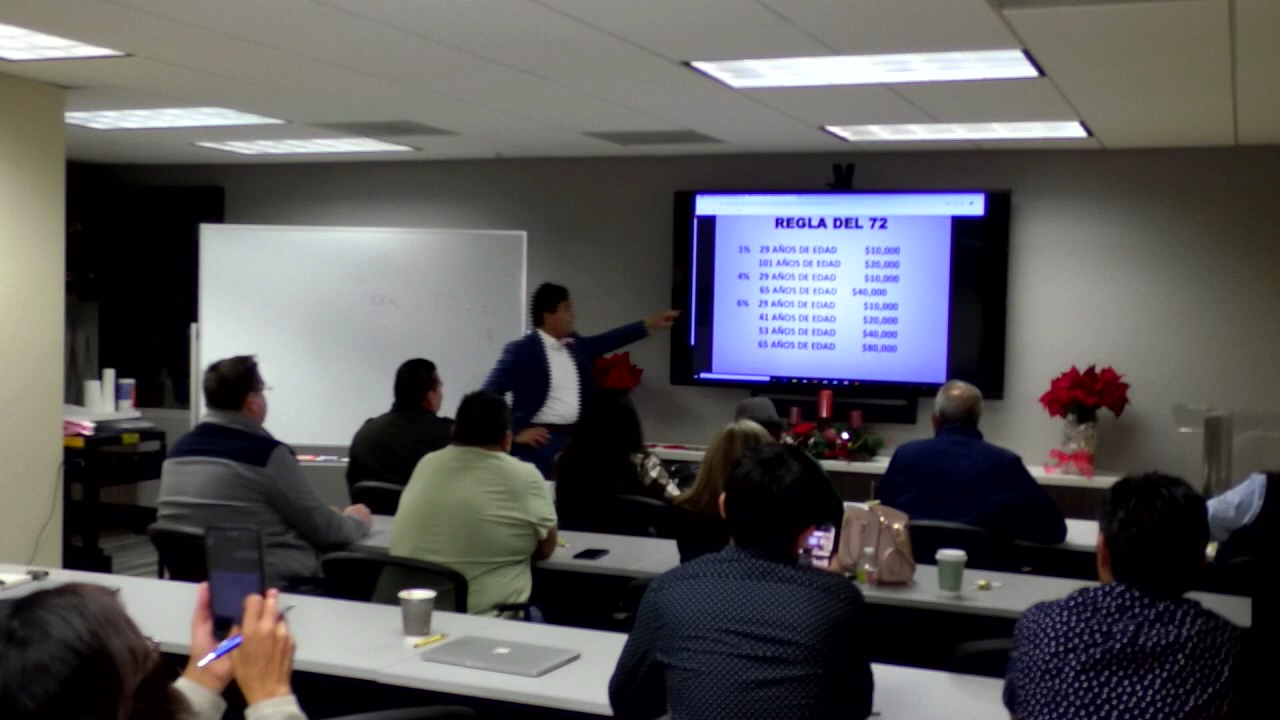 REGLA DEL 72
1% 29 AÑOS DE EDAD $10,000
101 AÑOS DE EDAD $20,000
4% 29 AÑOS DE EDAD $10,000
65 AÑOS DE EDAD $40,000
6% 29 AÑOS DE EDAD $10,000
41 AÑOS DE EDAD $20,000
53 AÑOS DE EDAD $40,000
65 AÑOS DE EDAD $80,000